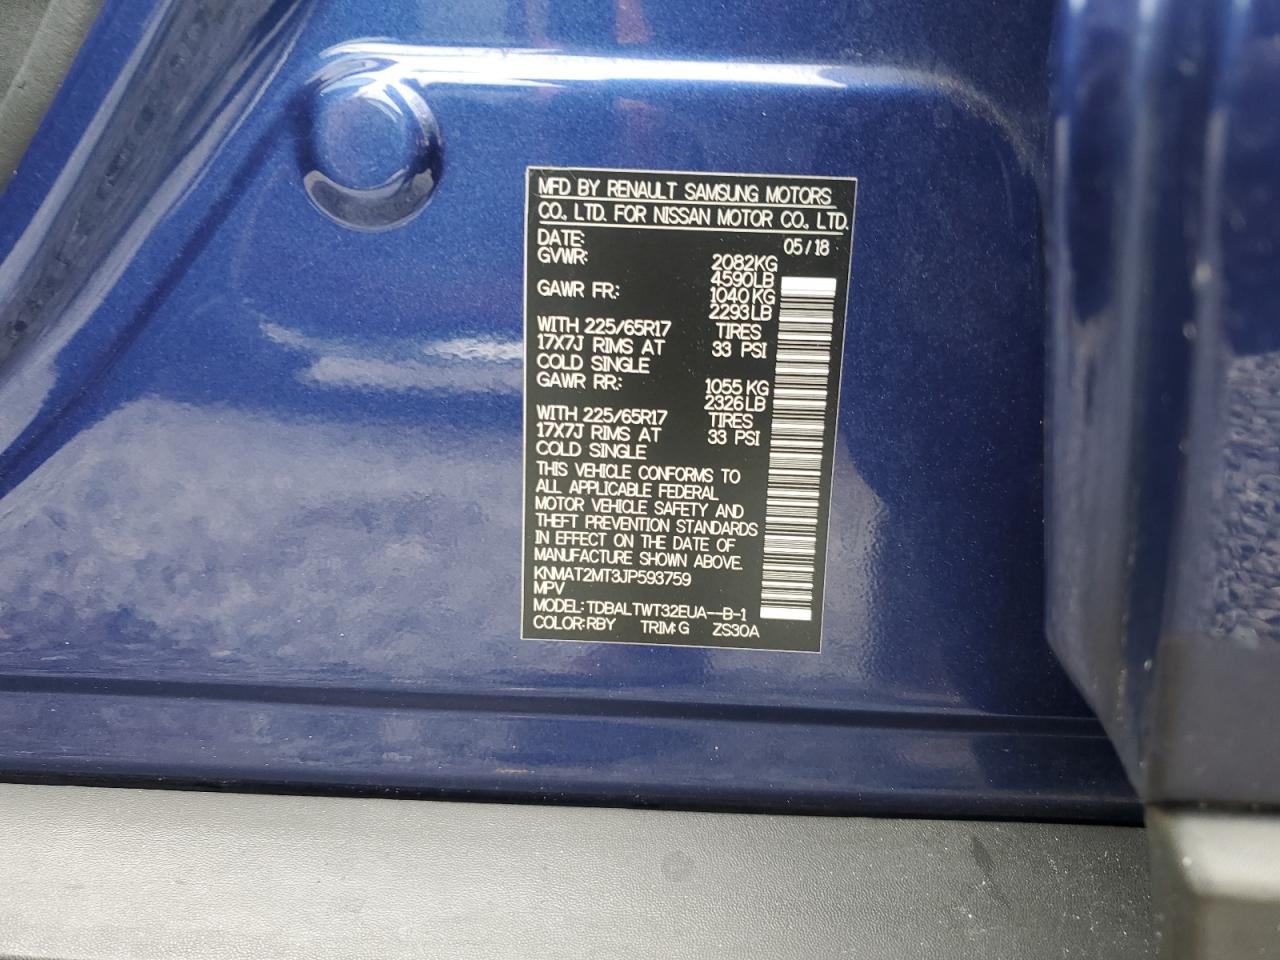 MFD BY RENAULT SAMSUNG MOTORS
CO., LTD. FOR NISSAN MOTOR CO., LTD.
DATE: 05/18
GVWR: 2082KG
4590LB
GAWR FR: 1040KG
2293LB
WITH 225/65R17 TIRES
17X7J RIMS AT 33 PSI
COLD SINGLE
GAWR RR: 1055KG
2326LB
WITH 225/65R17 TIRES
17X7J RIMS AT 33 PSI
COLD SINGLE
THIS VEHICLE CONFORMS TO
ALL APPLICABLE FEDERAL
MOTOR VEHICLE SAFETY AND
THEFT PREVENTION STANDARDS
IN EFFECT ON THE DATE OF
MANUFACTURE SHOWN ABOVE.
KNMAT2MT3JP593759
MPV
MODEL:TDBALTWT32EUA--B-1
COLOR:RBY TRIM:G ZS30A